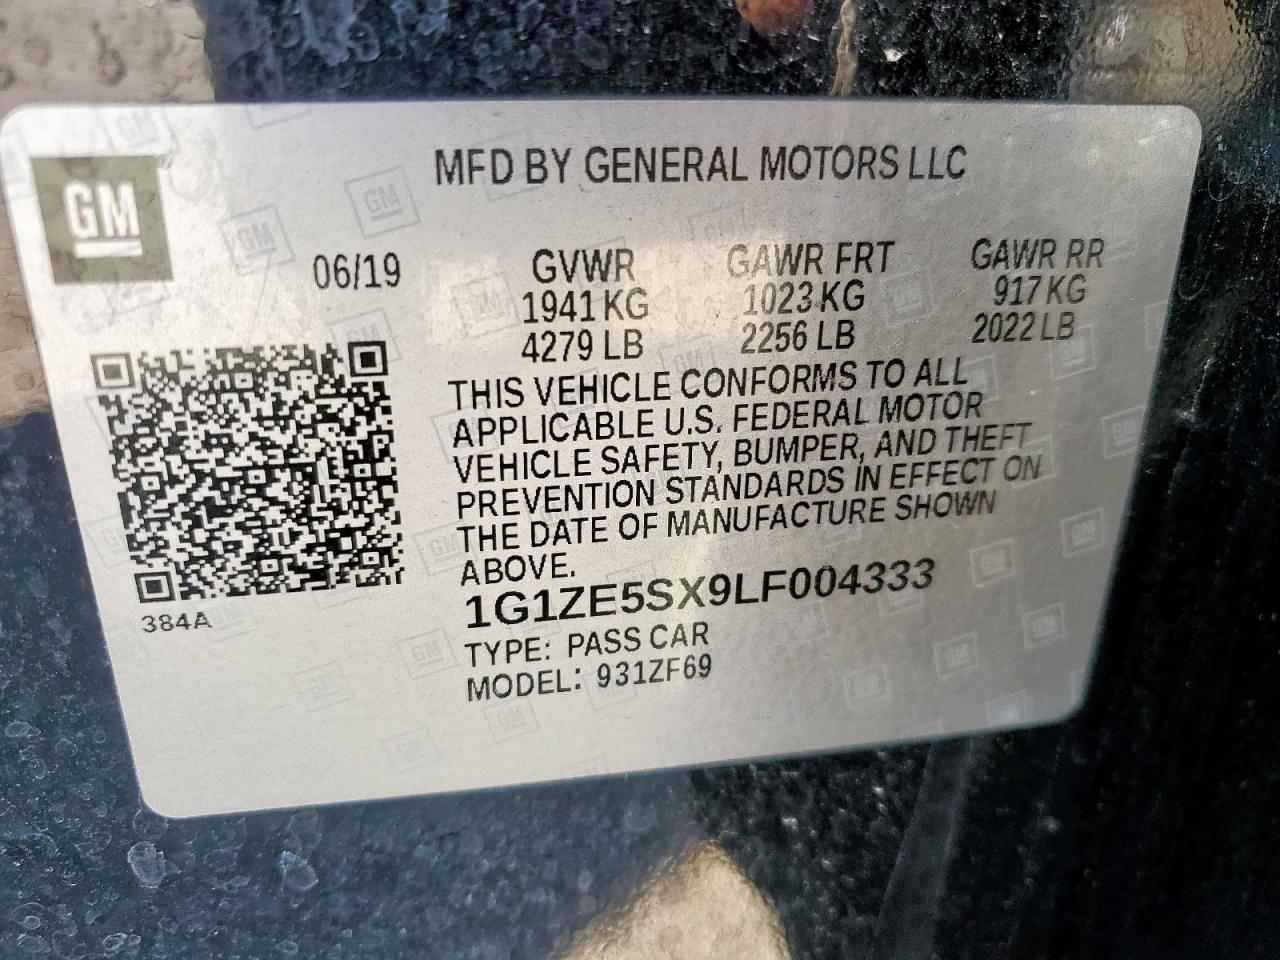 GM
MFD BY GENERAL MOTORS LLC
06/19 GVWR GAWR FRT GAWR RR
1941 KG 1023 KG 917 KG
4279 LB 2256 LB 2022 LB
THIS VEHICLE CONFORMS TO ALL
APPLICABLE U.S. FEDERAL MOTOR
VEHICLE SAFETY, BUMPER, AND THEFT
PREVENTION STANDARDS IN EFFECT ON
THE DATE OF MANUFACTURE SHOWN
ABOVE.
1G1ZE5SX9LF004333
384A
TYPE: PASS CAR
MODEL: 931ZF69